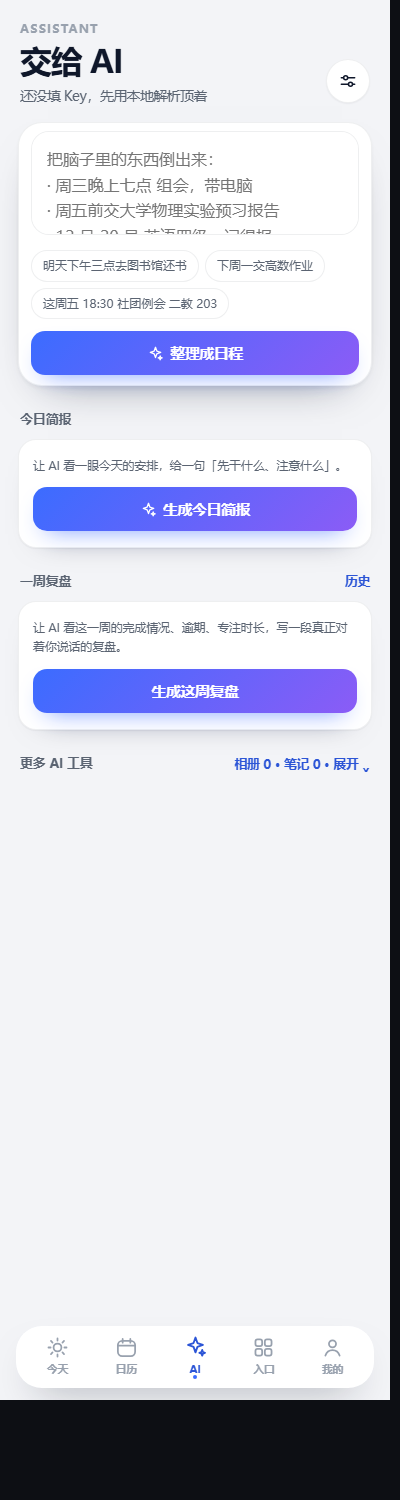 ASSISTANT
交给 AI
还没填 Key，先用本地解析顶着
把脑子里的东西倒出来：
· 周三晚上七点 组会，带电脑
· 周五前交大学物理实验预习报告
明天下午三点去图书馆还书
下周一交高数作业
这周五 18:30 社团例会 二教 203
整理成日程
今日简报
让 AI 看一眼今天的安排，给一句「先干什么、注意什么」。
生成今日简报
一周复盘
历史
让 AI 看这一周的完成情况、逾期、专注时长，写一段真正对
着你说话的复盘。
生成这周复盘
更多 AI 工具
相册 0 • 笔记 0 • 展开
今天
日历
AI
入口
我的